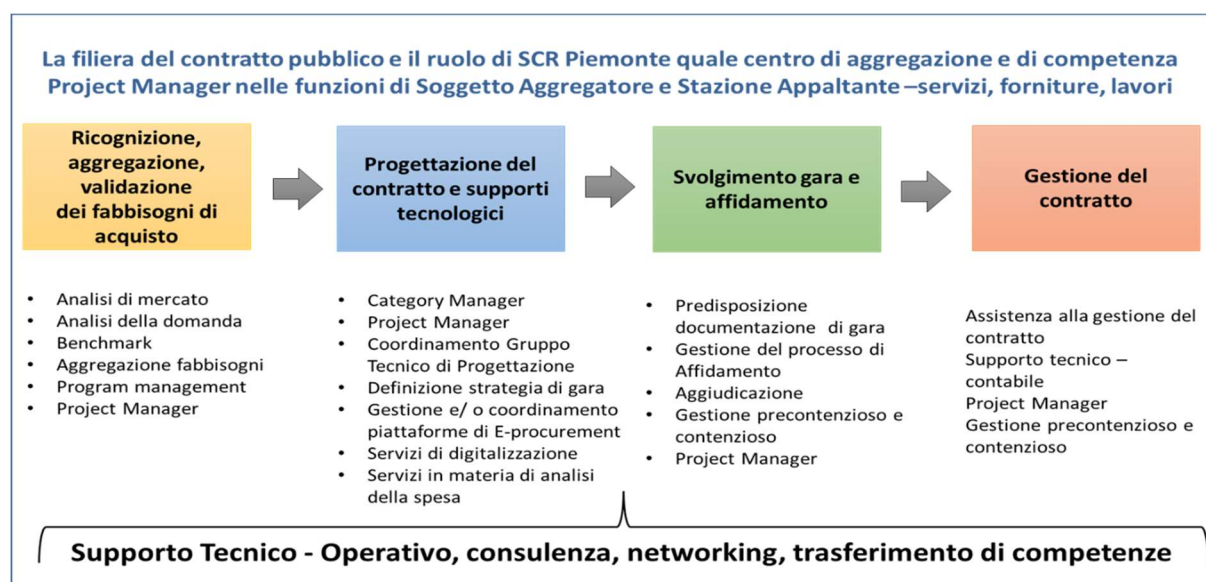 La filiera del contratto pubblico e il ruolo di SCR Piemonte quale centro di aggregazione e di competenza
Project Manager nelle funzioni di Soggetto Aggregatore e Stazione Appaltante –servizi, forniture, lavori
Ricognizione,
aggregazione,
validazione
dei fabbisogni di
acquisto
Progettazione del
contratto e supporti
tecnologici
Svolgimento gara e
affidamento
Gestione del
contratto
• Analisi di mercato
• Analisi della domanda
• Benchmark
• Aggregazione fabbisogni
• Program management
• Project Manager
• Category Manager
• Project Manager
• Coordinamento Gruppo
Tecnico di Progettazione
• Definizione strategia di gara
• Gestione e/ o coordinamento
piattaforme di E-procurement
• Servizi di digitalizzazione
• Servizi in materia di analisi
della spesa
• Predisposizione
documentazione di gara
• Gestione del processo di
Affidamento
• Aggiudicazione
• Gestione precontenzioso e
contenzioso
• Project Manager
Assistenza alla gestione del
contratto
Supporto tecnico –
contabile
Project Manager
Gestione precontenzioso e
contenzioso
Supporto Tecnico - Operativo, consulenza, networking, trasferimento di competenze